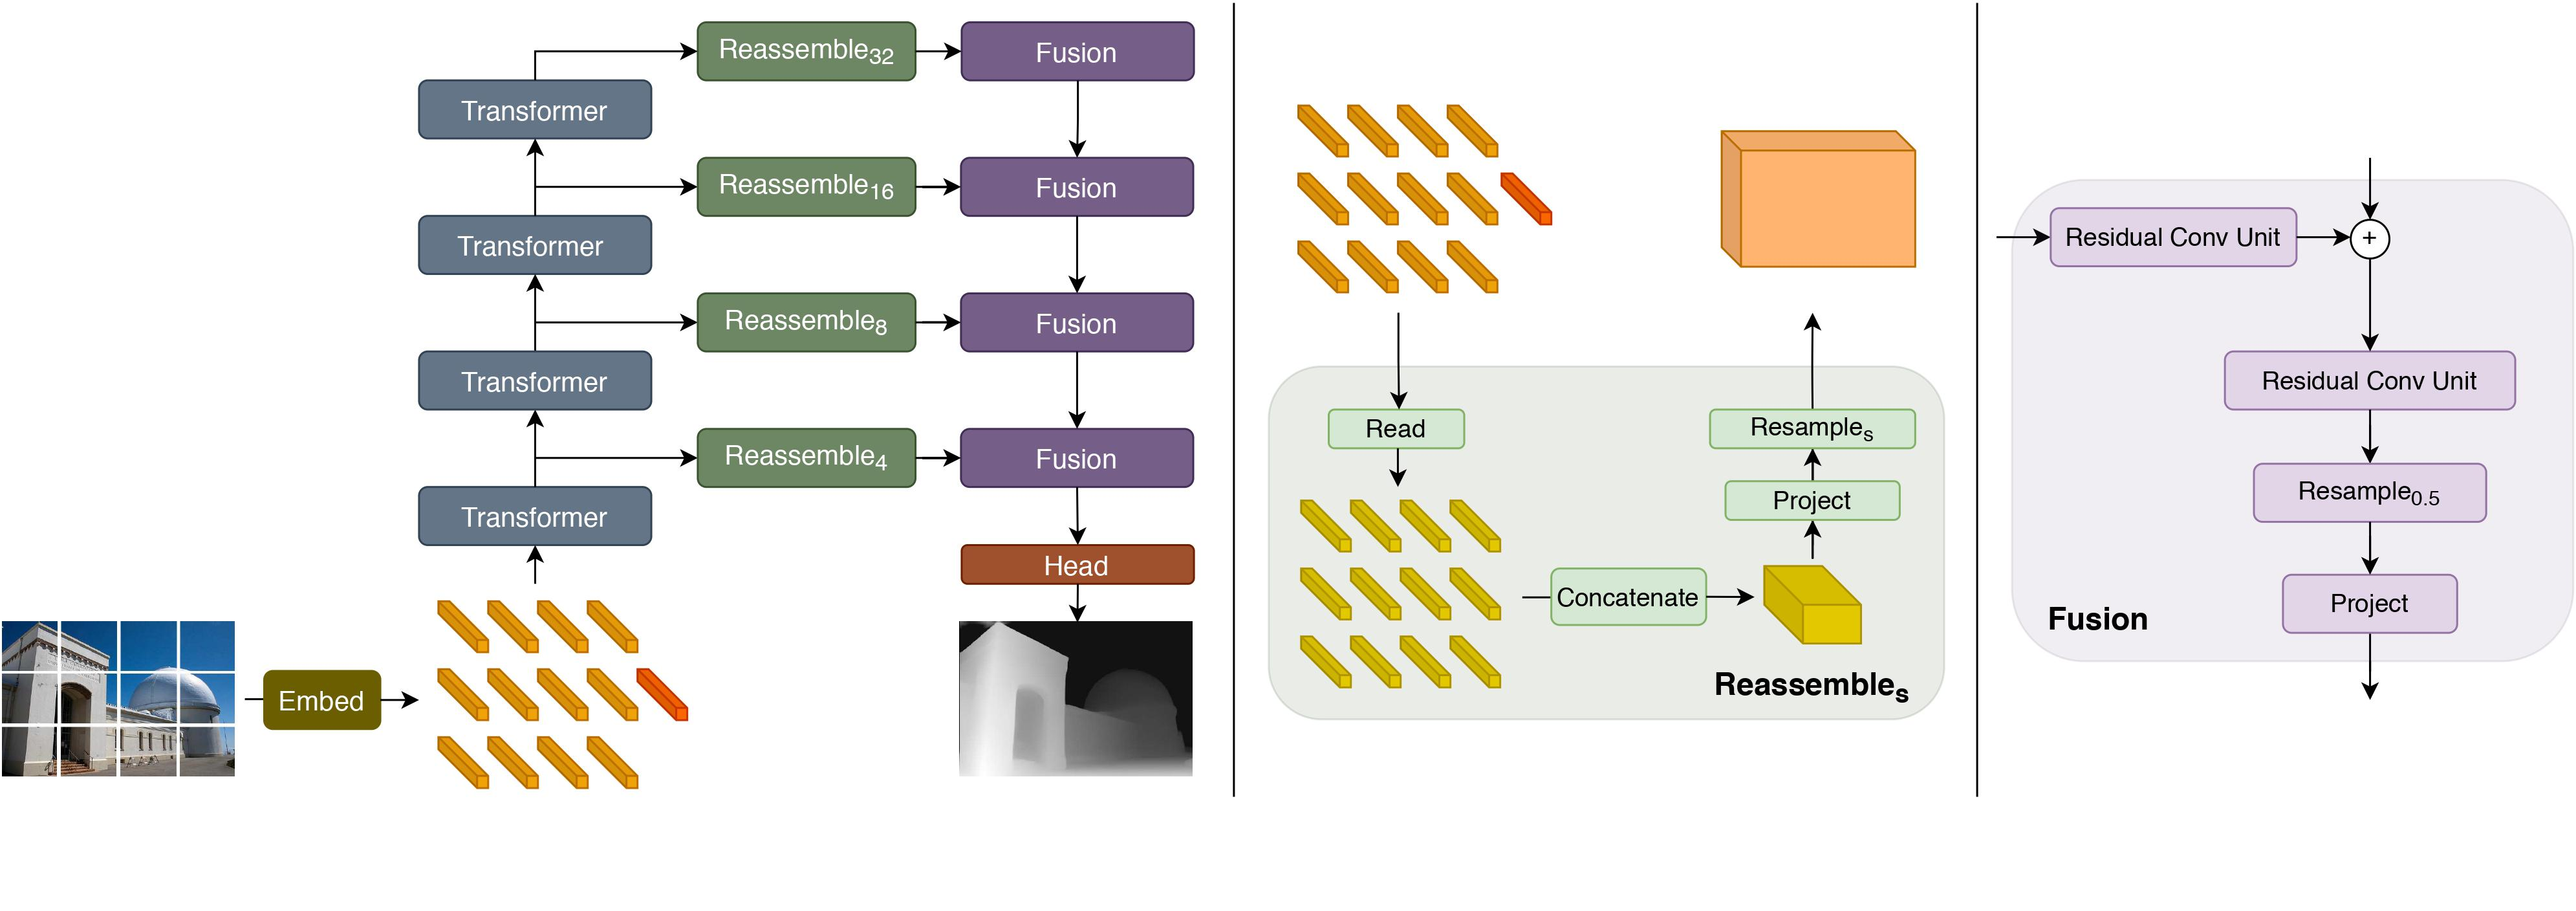 Reassemble32
Fusion
Transformer
Reassemble16
Fusion
Transformer
Reassemble8
Fusion
Transformer
Reassemble4
Fusion
Transformer
Head
Embed
Read
Resamples
Project
Concatenate
Reassembles
Residual Conv Unit
+
Residual Conv Unit
Resample0.5
Project
Fusion